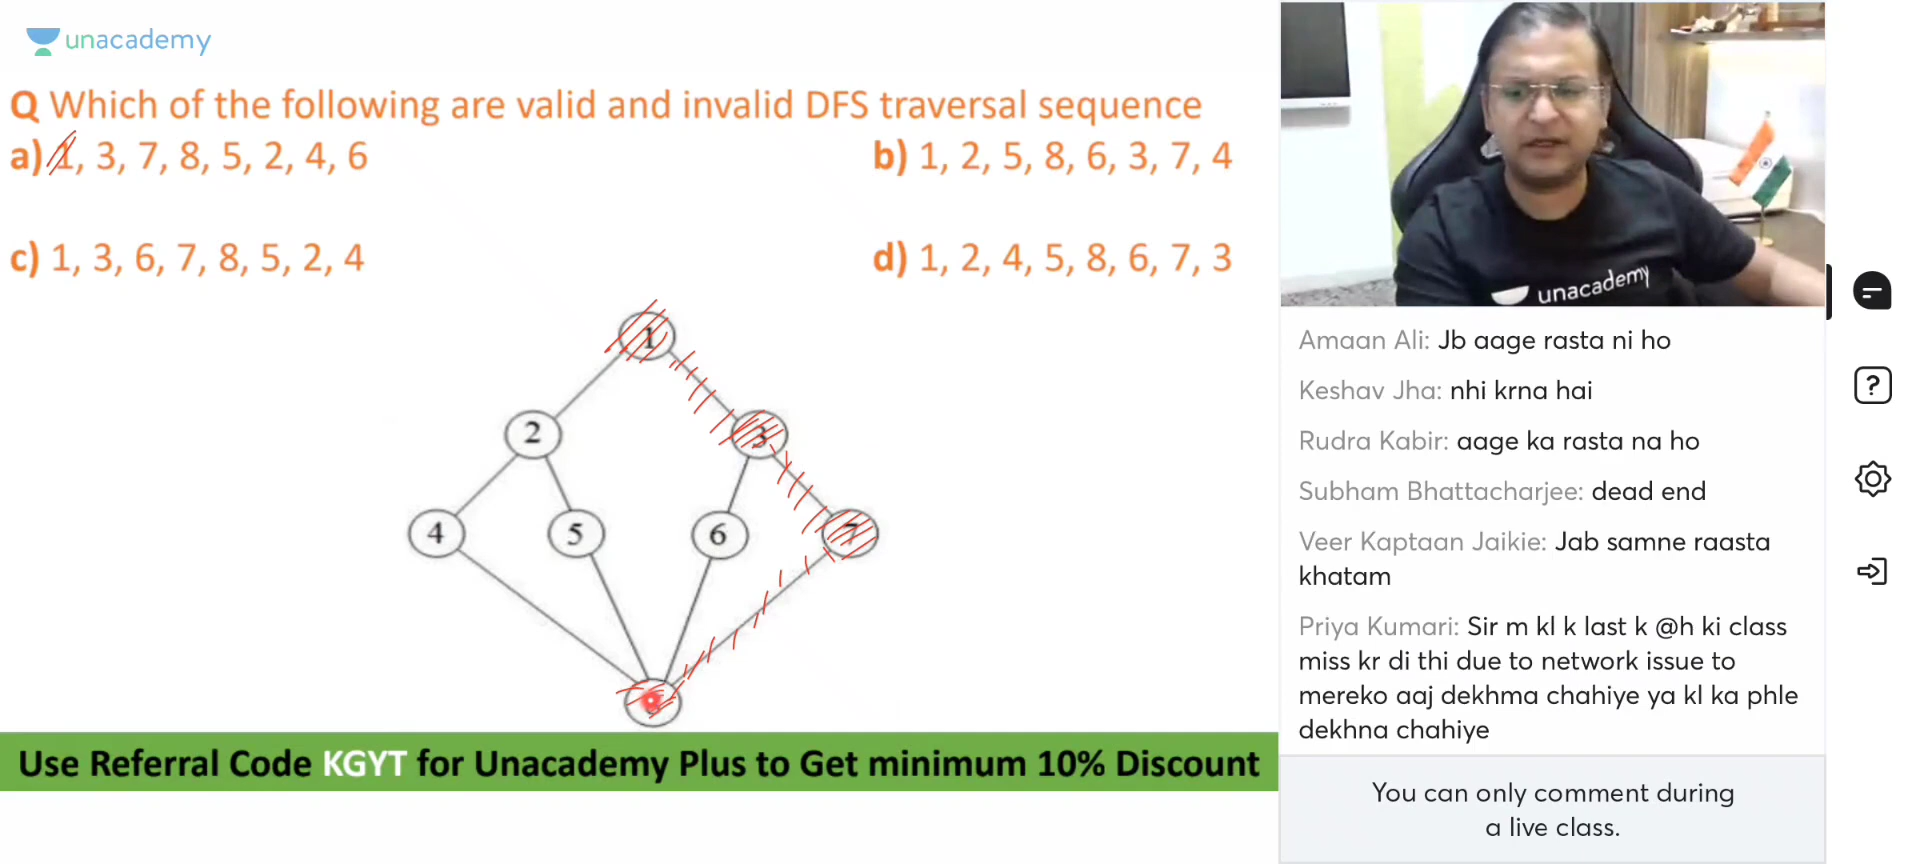 unacademy
Q Which of the following are valid and invalid DFS traversal sequence
a) 1, 3, 7, 8, 5, 2, 4, 6
b) 1, 2, 5, 8, 6, 3, 7, 4
c) 1, 3, 6, 7, 8, 5, 2, 4
d) 1, 2, 4, 5, 8, 6, 7, 3
1
2
3
4
5
6
7
Use Referral Code KGYT for Unacademy Plus to Get minimum 10% Discount
unacademy
Amaan Ali: Jb aage rasta ni ho
Keshav Jha: nhi krna hai
Rudra Kabir: aage ka rasta na ho
Subham Bhattacharjee: dead end
Veer Kaptaan Jaikie: Jab samne raasta
khatam
Priya Kumari: Sir m kl k last k @h ki class
miss kr di thi due to network issue to
mereko aaj dekhma chahiye ya kl ka phle
dekhna chahiye
You can only comment during
a live class.
?